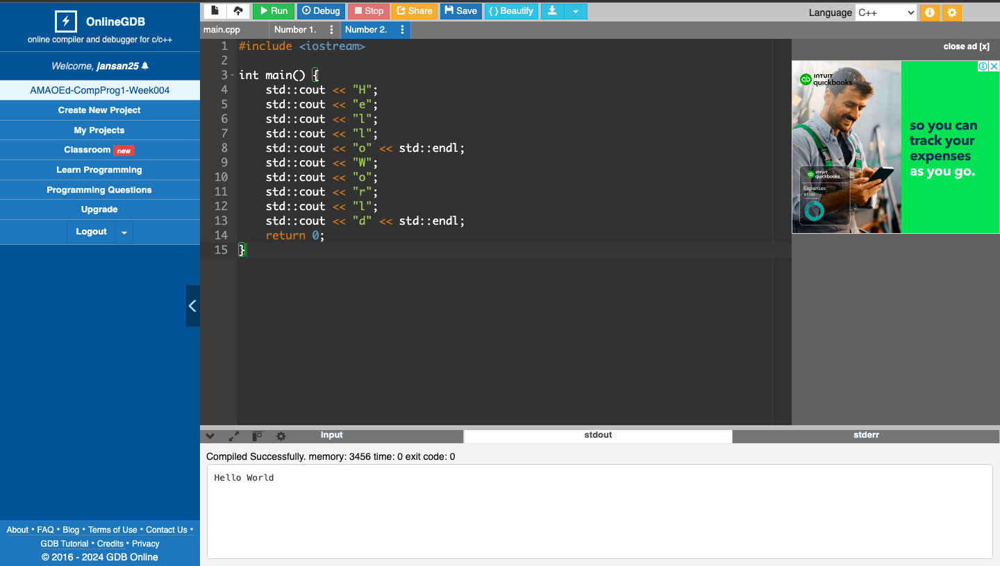 OnlineGDB
online compiler and debugger for c/c++
Welcome, jansan25
AMAOEd-CompProg1-Week004
Create New Project
My Projects
Classroom new
Learn Programming
Programming Questions
Upgrade
Logout
About • FAQ • Blog • Terms of Use • Contact Us •
GDB Tutorial • Credits • Privacy
© 2016 - 2024 GDB Online
Run Debug Stop Share Save { } Beautify
Language C++
main.cpp Number 1. Number 2.
1 #include <iostream>
2
3 int main() {
4 std::cout << "H";
5 std::cout << "e";
6 std::cout << "l";
7 std::cout << "l";
8 std::cout << "o" << std::endl;
9 std::cout << "W";
10 std::cout << "o";
11 std::cout << "r";
12 std::cout << "l";
13 std::cout << "d" << std::endl;
14 return 0;
15 }
close ad [x]
qb INTUIT
quickbooks
so you can
track your
expenses
as you go.
qb INTUIT
quickbooks
Expenses
input stdout stderr
Compiled Successfully. memory: 3456 time: 0 exit code: 0
Hello World